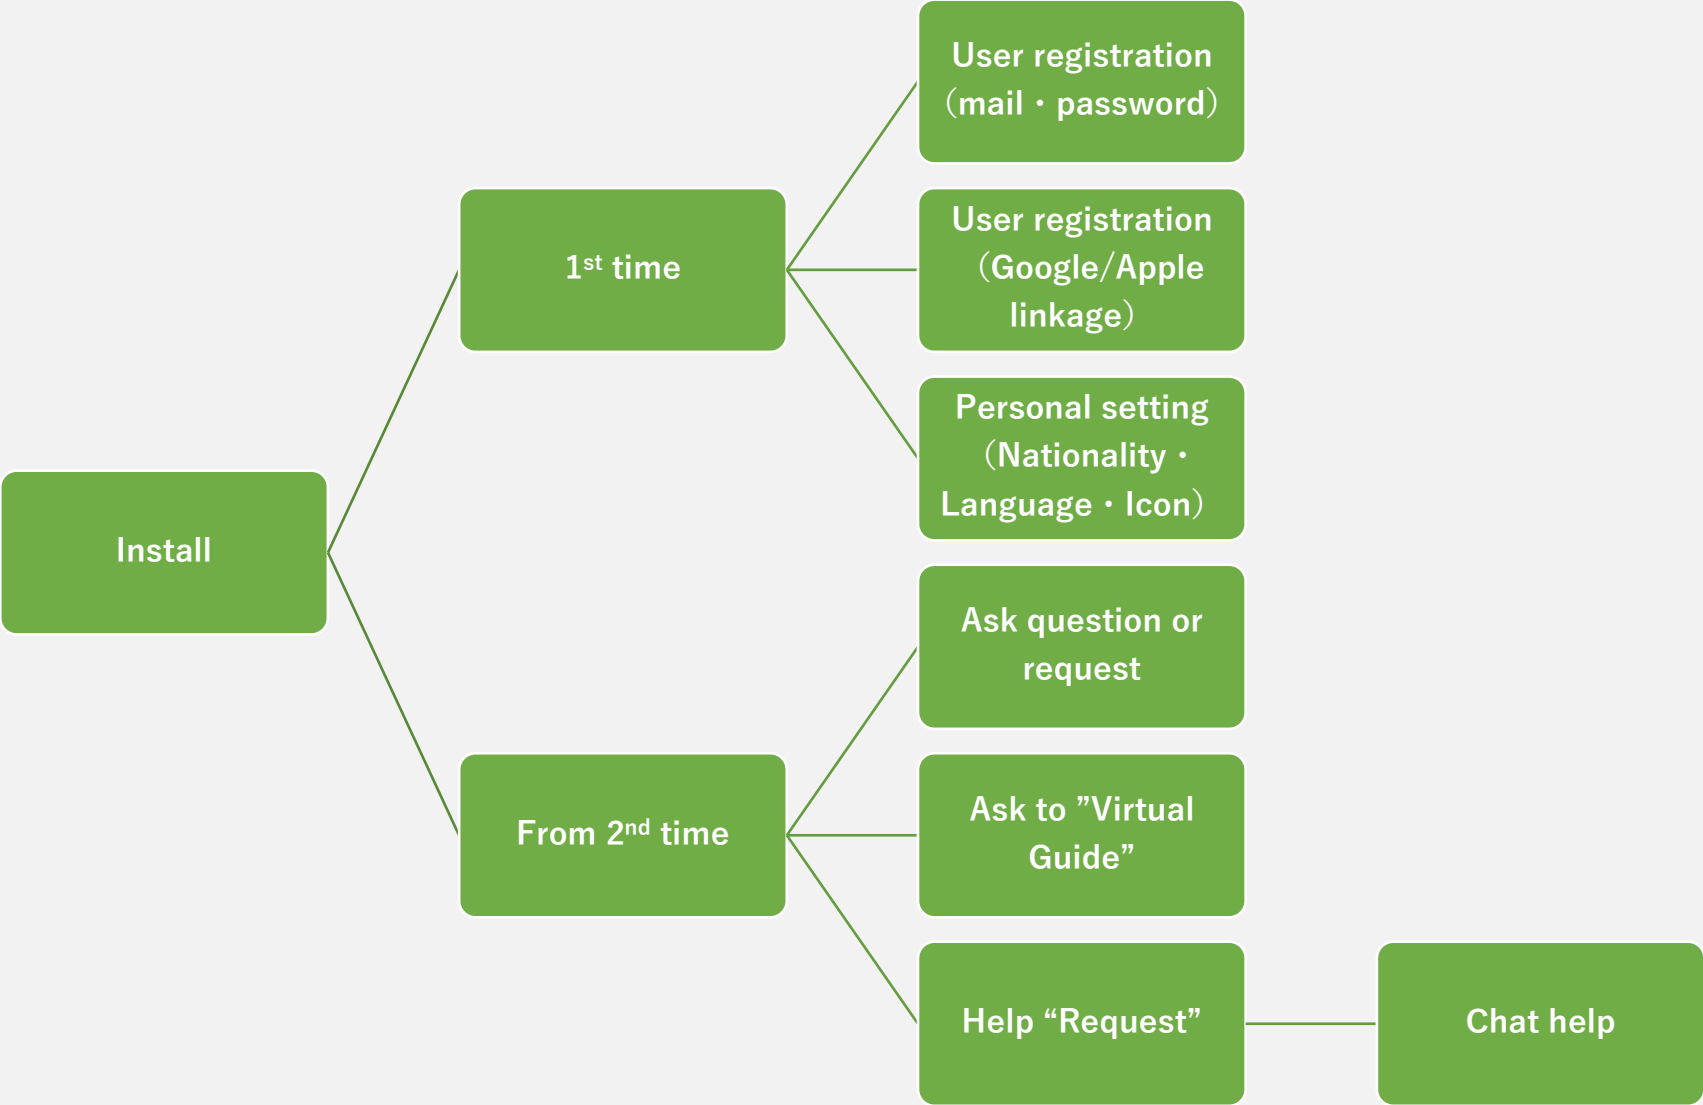 User registration
（mail・password）
User registration
（Google/Apple
linkage）
1st time
Personal setting
（Nationality・
Language・Icon）
Install
Ask question or
request
From 2nd time
Ask to ”Virtual
Guide”
Help “Request”
Chat help